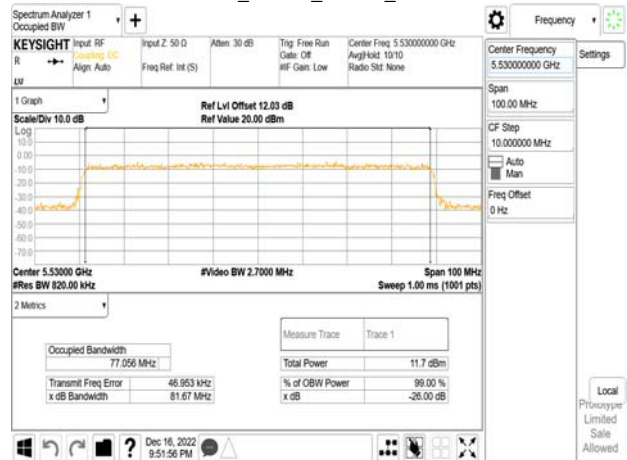 Spectrum Analyzer 1
Occupied BW
+
Frequency
KEYSIGHT
Input: RF
Coupling: DC
Align: Auto
Input Z: 50 Ω
Freq Ref: Int (S)
Atten: 30 dB
Trig: Free Run
Gate: Off
#IF Gain: Low
Center Freq: 5.530000000 GHz
Avg|Hold: 10/10
Radio Std: None
R
LXI
Center Frequency
5.530000000 GHz
Settings
Span
100.00 MHz
CF Step
10.000000 MHz
Auto
Man
Freq Offset
0 Hz
1 Graph
Scale/Div 10.0 dB
Ref Lvl Offset 12.03 dB
Ref Value 20.00 dBm
Log
10.0
0.00
-10.0
-20.0
-30.0
-40.0
-50.0
-60.0
-70.0
Center 5.53000 GHz
#Res BW 820.00 kHz
#Video BW 2.7000 MHz
Span 100 MHz
Sweep 1.00 ms (1001 pts)
2 Metrics
Measure Trace
Trace 1
Occupied Bandwidth
77.056 MHz
Total Power
11.7 dBm
Transmit Freq Error
46.953 kHz
% of OBW Power
99.00 %
x dB Bandwidth
81.67 MHz
x dB
-26.00 dB
Local
Prototype
Limited
Sale
Allowed
?
Dec 16, 2022
9:51:56 PM